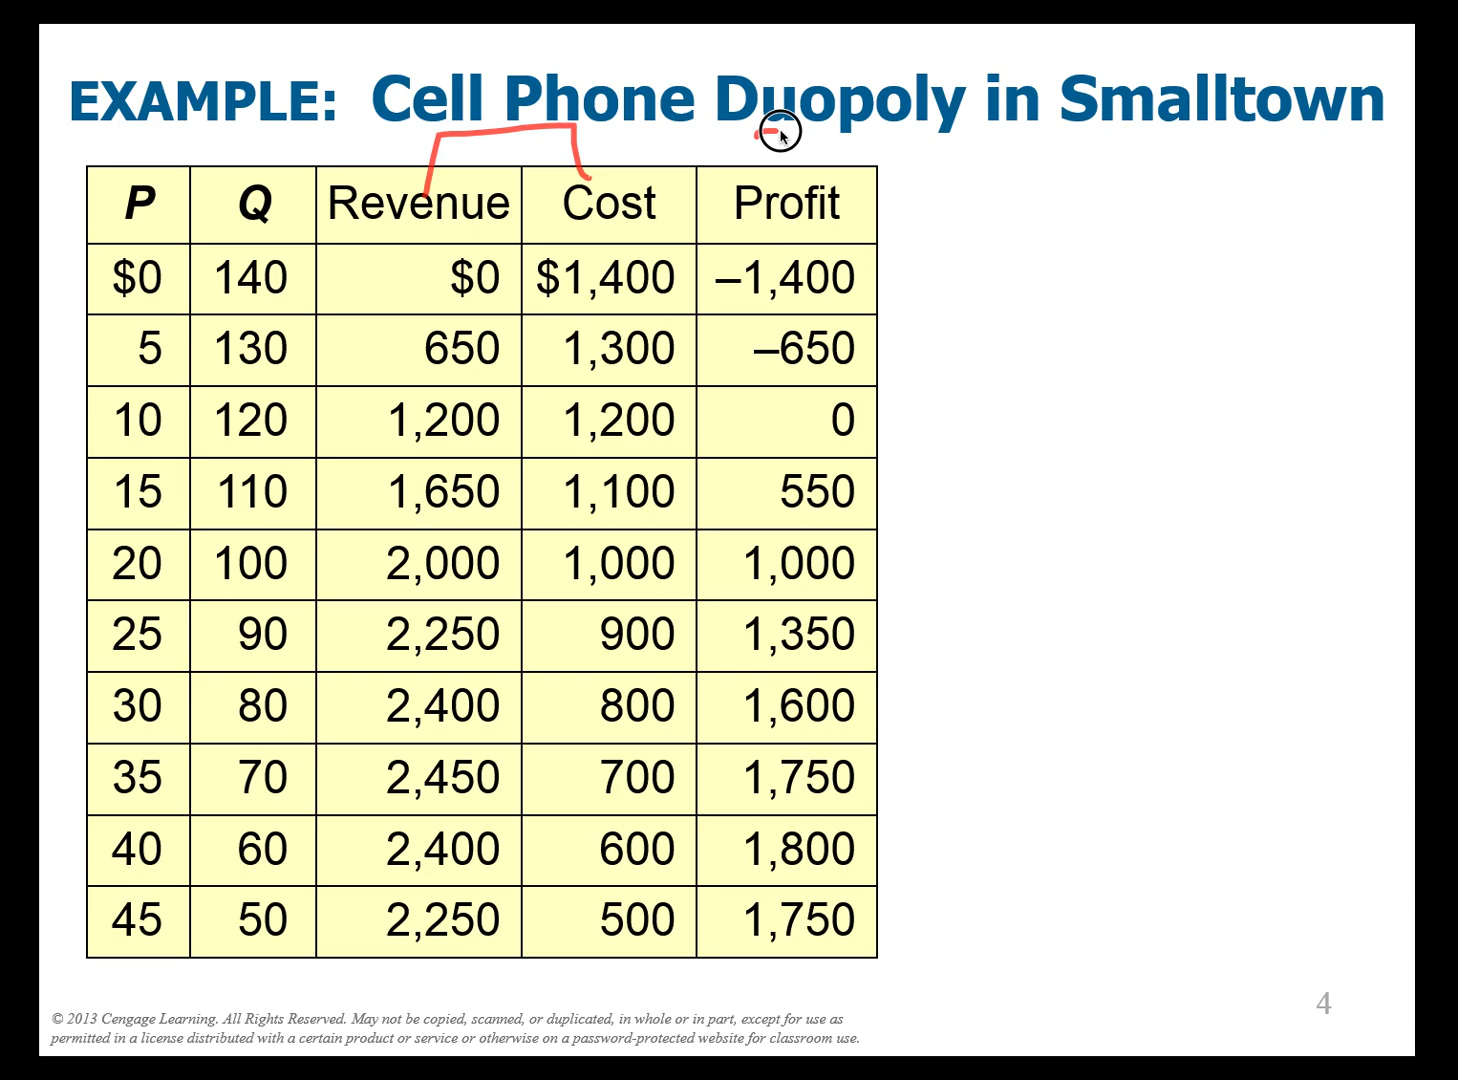 EXAMPLE: Cell Phone Duopoly in Smalltown
P Q Revenue Cost Profit
$0 140 $0 $1,400 –1,400
5 130 650 1,300 –650
10 120 1,200 1,200 0
15 110 1,650 1,100 550
20 100 2,000 1,000 1,000
25 90 2,250 900 1,350
30 80 2,400 800 1,600
35 70 2,450 700 1,750
40 60 2,400 600 1,800
45 50 2,250 500 1,750
4
© 2013 Cengage Learning. All Rights Reserved. May not be copied, scanned, or duplicated, in whole or in part, except for use as
permitted in a license distributed with a certain product or service or otherwise on a password-protected website for classroom use.